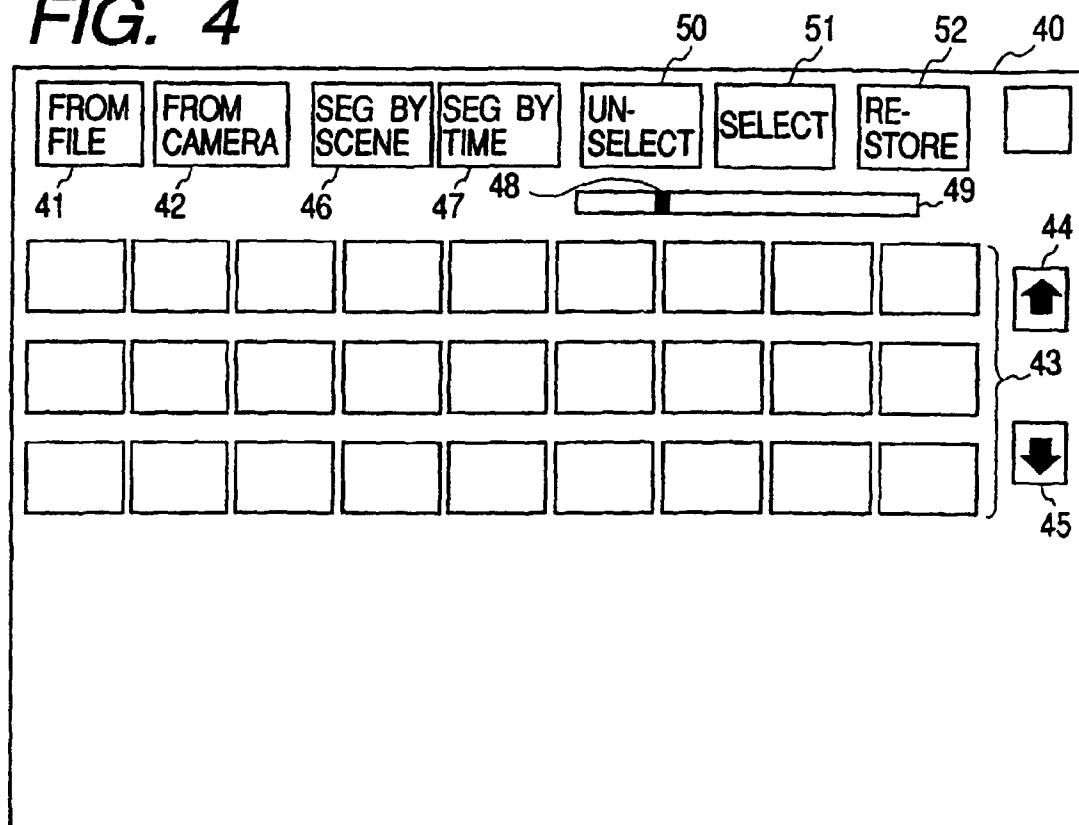 FIG. 4
50 51 52 40
FROM FILE
FROM CAMERA
SEG BY SCENE
SEG BY TIME
UN-SELECT
SELECT
RE-STORE
41 42 46 47 48 49
44
43
45